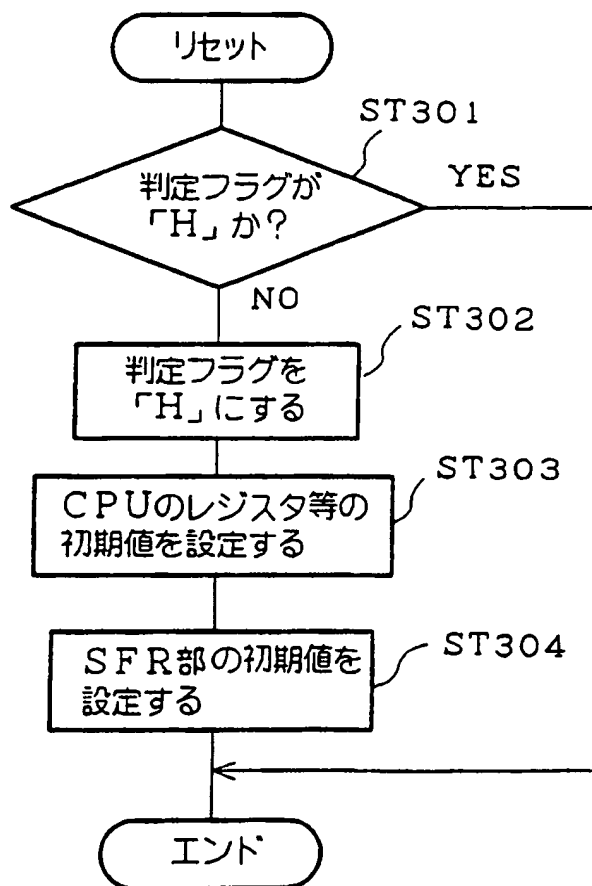 リセット
ST301
判定フラグが
「H」か?
YES
NO
ST302
判定フラグを
「H」にする
ST303
CPUのレジスタ等の
初期値を設定する
ST304
SFR部の初期値を
設定する
エンド